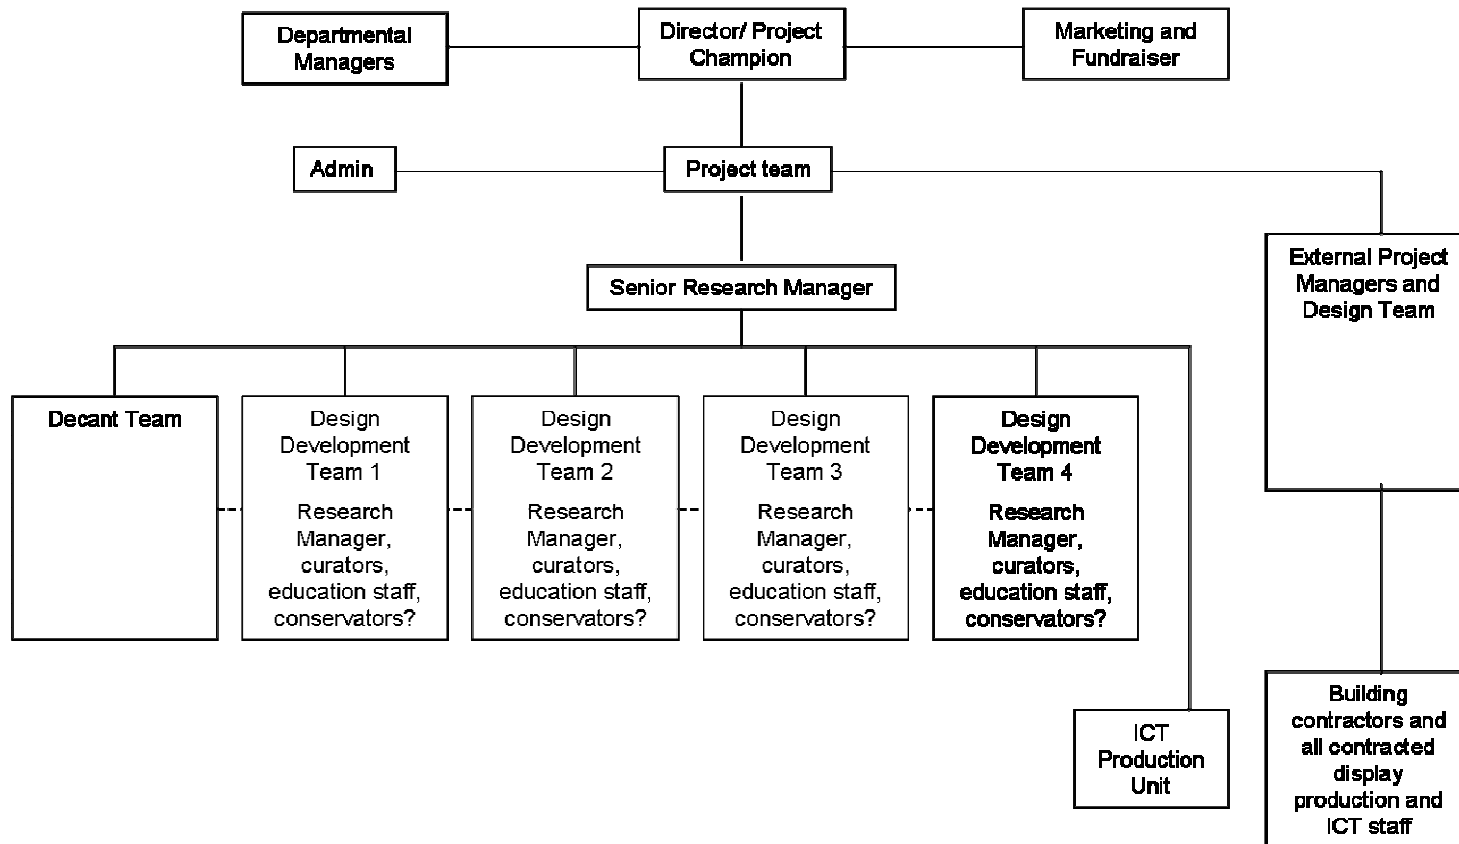 Departmental
Managers
Director/ Project
Champion
Marketing and
Fundraiser
Admin
Project team
Senior Research Manager
External Project
Managers and
Design Team
Decant Team
Design
Development
Team 1
Research
Manager,
curators,
education staff,
conservators?
Design
Development
Team 2
Research
Manager,
curators,
education staff,
conservators?
Design
Development
Team 3
Research
Manager,
curators,
education staff,
conservators?
Design
Development
Team 4
Research
Manager,
curators,
education staff,
conservators?
ICT
Production
Unit
Building
contractors and
all contracted
display
production and
ICT staff